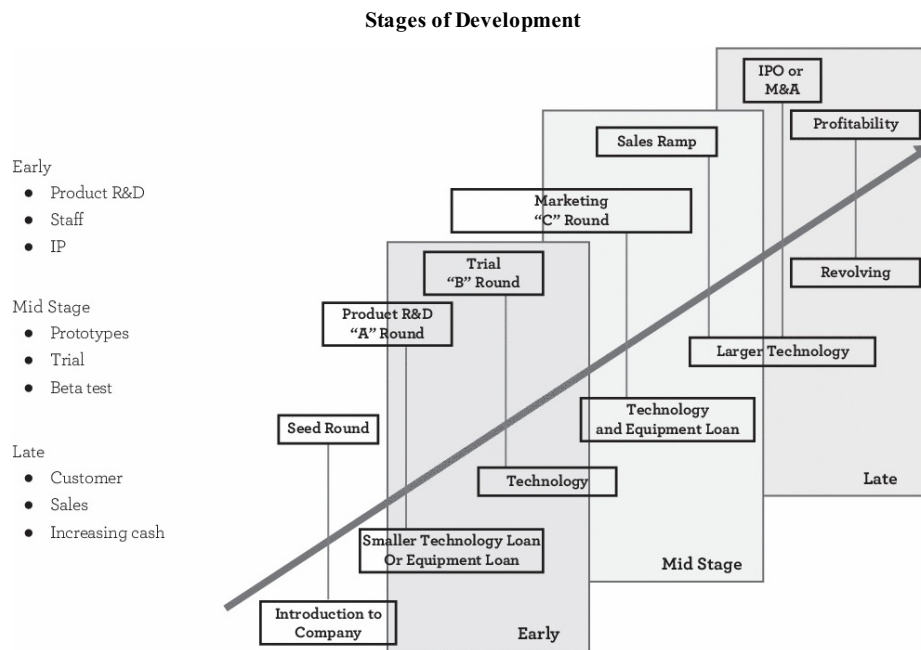 Stages of Development
Early
● Product R&D
● Staff
● IP
Mid Stage
● Prototypes
● Trial
● Beta test
Late
● Customer
● Sales
● Increasing cash
IPO or
M&A
Profitability
Sales Ramp
Marketing
“C” Round
Trial
“B” Round
Product R&D
“A” Round
Seed Round
Revolving
Larger Technology
Technology
and Equipment Loan
Technology
Smaller Technology Loan
Or Equipment Loan
Introduction to
Company
Early
Mid Stage
Late